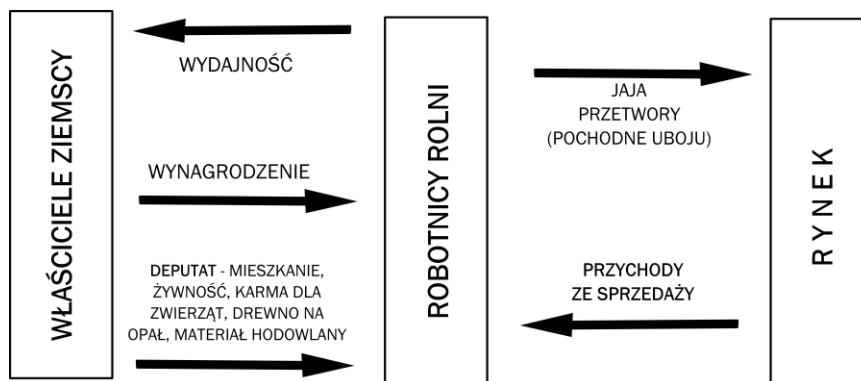 WŁAŚCICIELE ZIEMSCY
WYDAJNOŚĆ
WYNAGRODZENIE
DEPUTAT - MIESZKANIE,
ŻYWNOŚĆ, KARMA DLA
ZWIERZĄT, DREWNO NA
OPAŁ, MATERIAŁ HODOWLANY
ROBOTNICY ROLNI
JAJA
PRZETWORY
(POCHODNE UBOJU)
PRZYCHODY
ZE SPRZEDAŻY
RYNEK